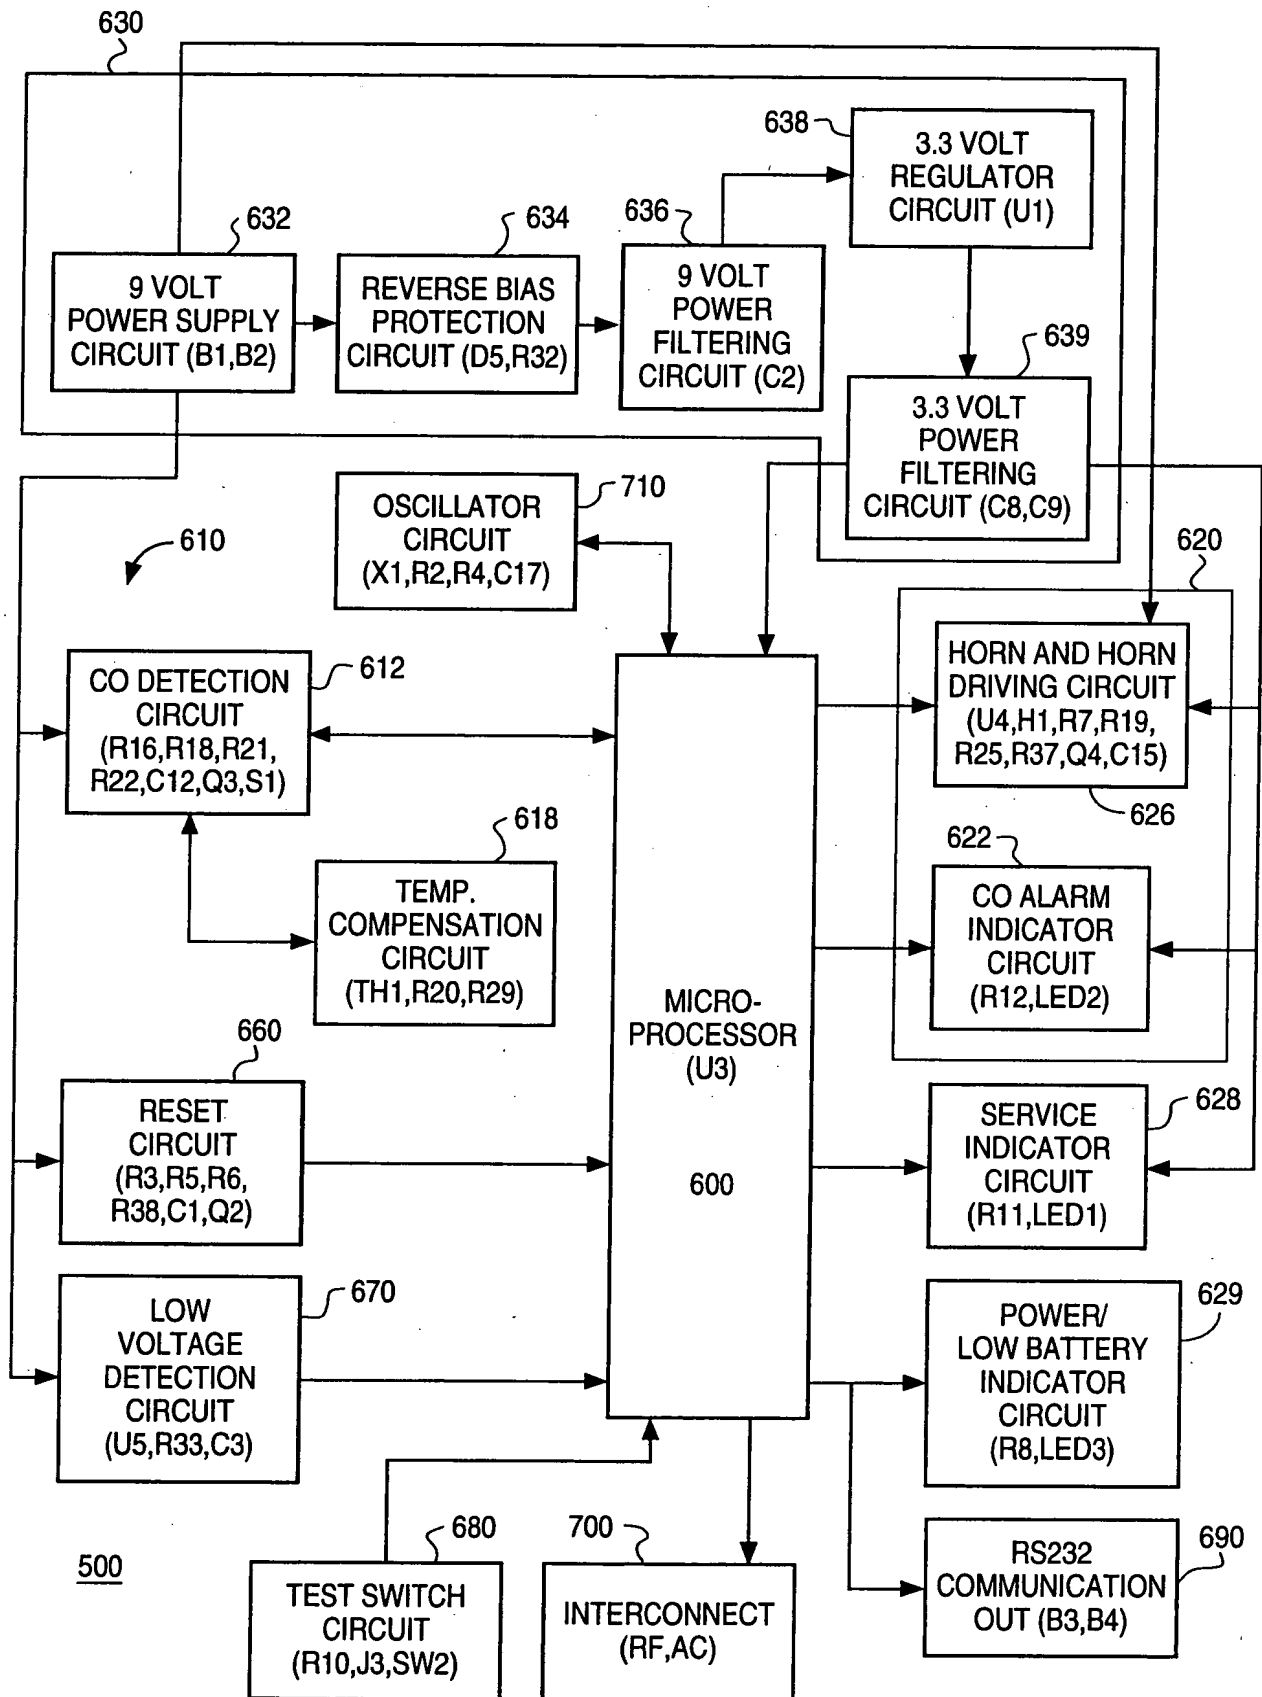 630
638
3.3 VOLT
REGULATOR
CIRCUIT (U1)
632
9 VOLT
POWER SUPPLY
CIRCUIT (B1,B2)
634
REVERSE BIAS
PROTECTION
CIRCUIT (D5,R32)
636
9 VOLT
POWER
FILTERING
CIRCUIT (C2)
639
3.3 VOLT
POWER
FILTERING
CIRCUIT (C8,C9)
710
OSCILLATOR
CIRCUIT
(X1,R2,R4,C17)
610
620
612
CO DETECTION
CIRCUIT
(R16,R18,R21,
R22,C12,Q3,S1)
HORN AND HORN
DRIVING CIRCUIT
(U4,H1,R7,R19,
R25,R37,Q4,C15)
626
618
TEMP.
COMPENSATION
CIRCUIT
(TH1,R20,R29)
622
CO ALARM
INDICATOR
CIRCUIT
(R12,LED2)
MICRO-
PROCESSOR
(U3)
600
660
RESET
CIRCUIT
(R3,R5,R6,
R38,C1,Q2)
628
SERVICE
INDICATOR
CIRCUIT
(R11,LED1)
670
LOW
VOLTAGE
DETECTION
CIRCUIT
(U5,R33,C3)
629
POWER/
LOW BATTERY
INDICATOR
CIRCUIT
(R8,LED3)
500
680
TEST SWITCH
CIRCUIT
(R10,J3,SW2)
700
INTERCONNECT
(RF,AC)
690
RS232
COMMUNICATION
OUT (B3,B4)